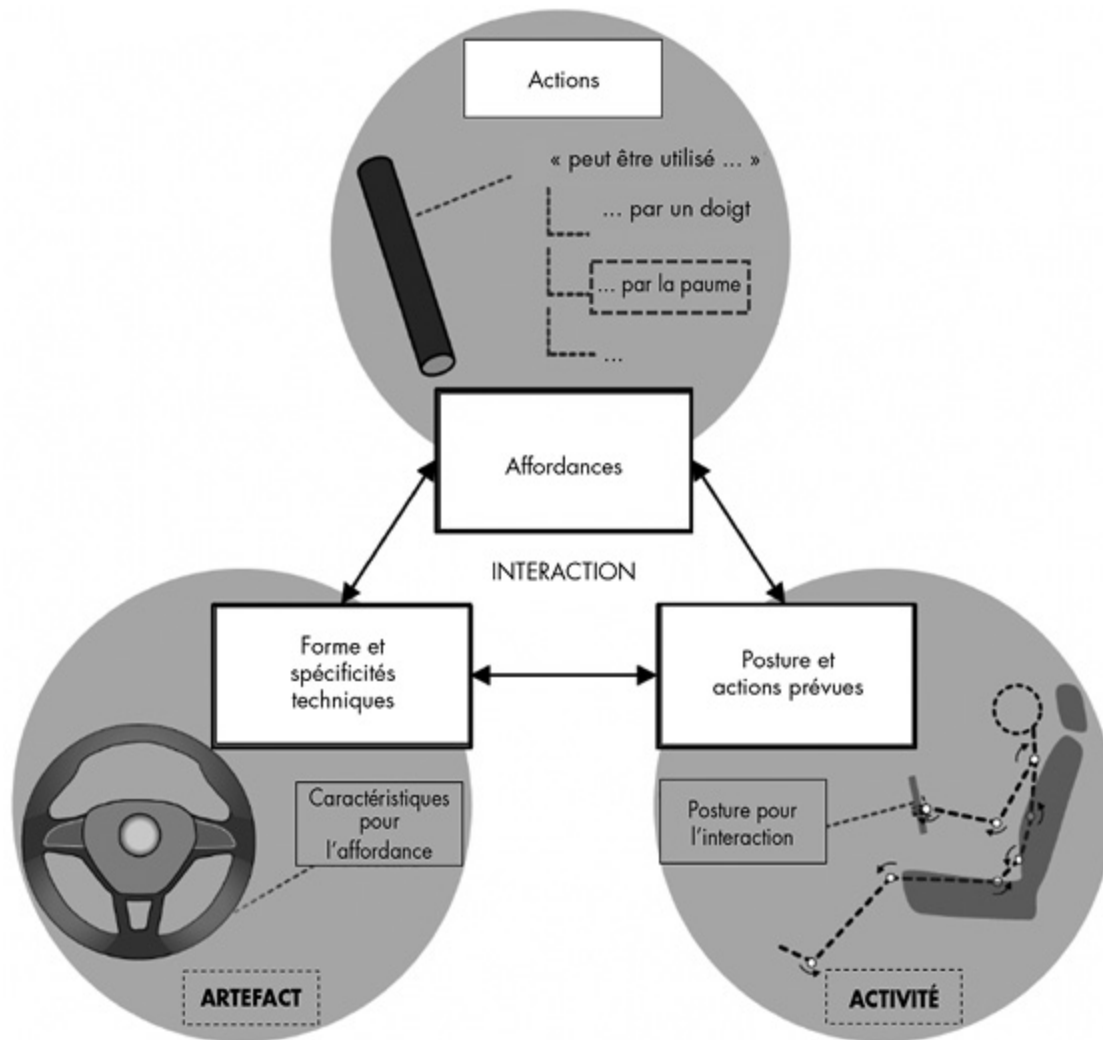 Actions
« peut être utilisé ... »
... par un doigt
... par la paume
...
Affordances
INTERACTION
Forme et
spécificités
techniques
Posture et
actions prévues
Caractéristiques
pour
l'affordance
Posture pour
l'interaction
ARTEFACT
ACTIVITÉ